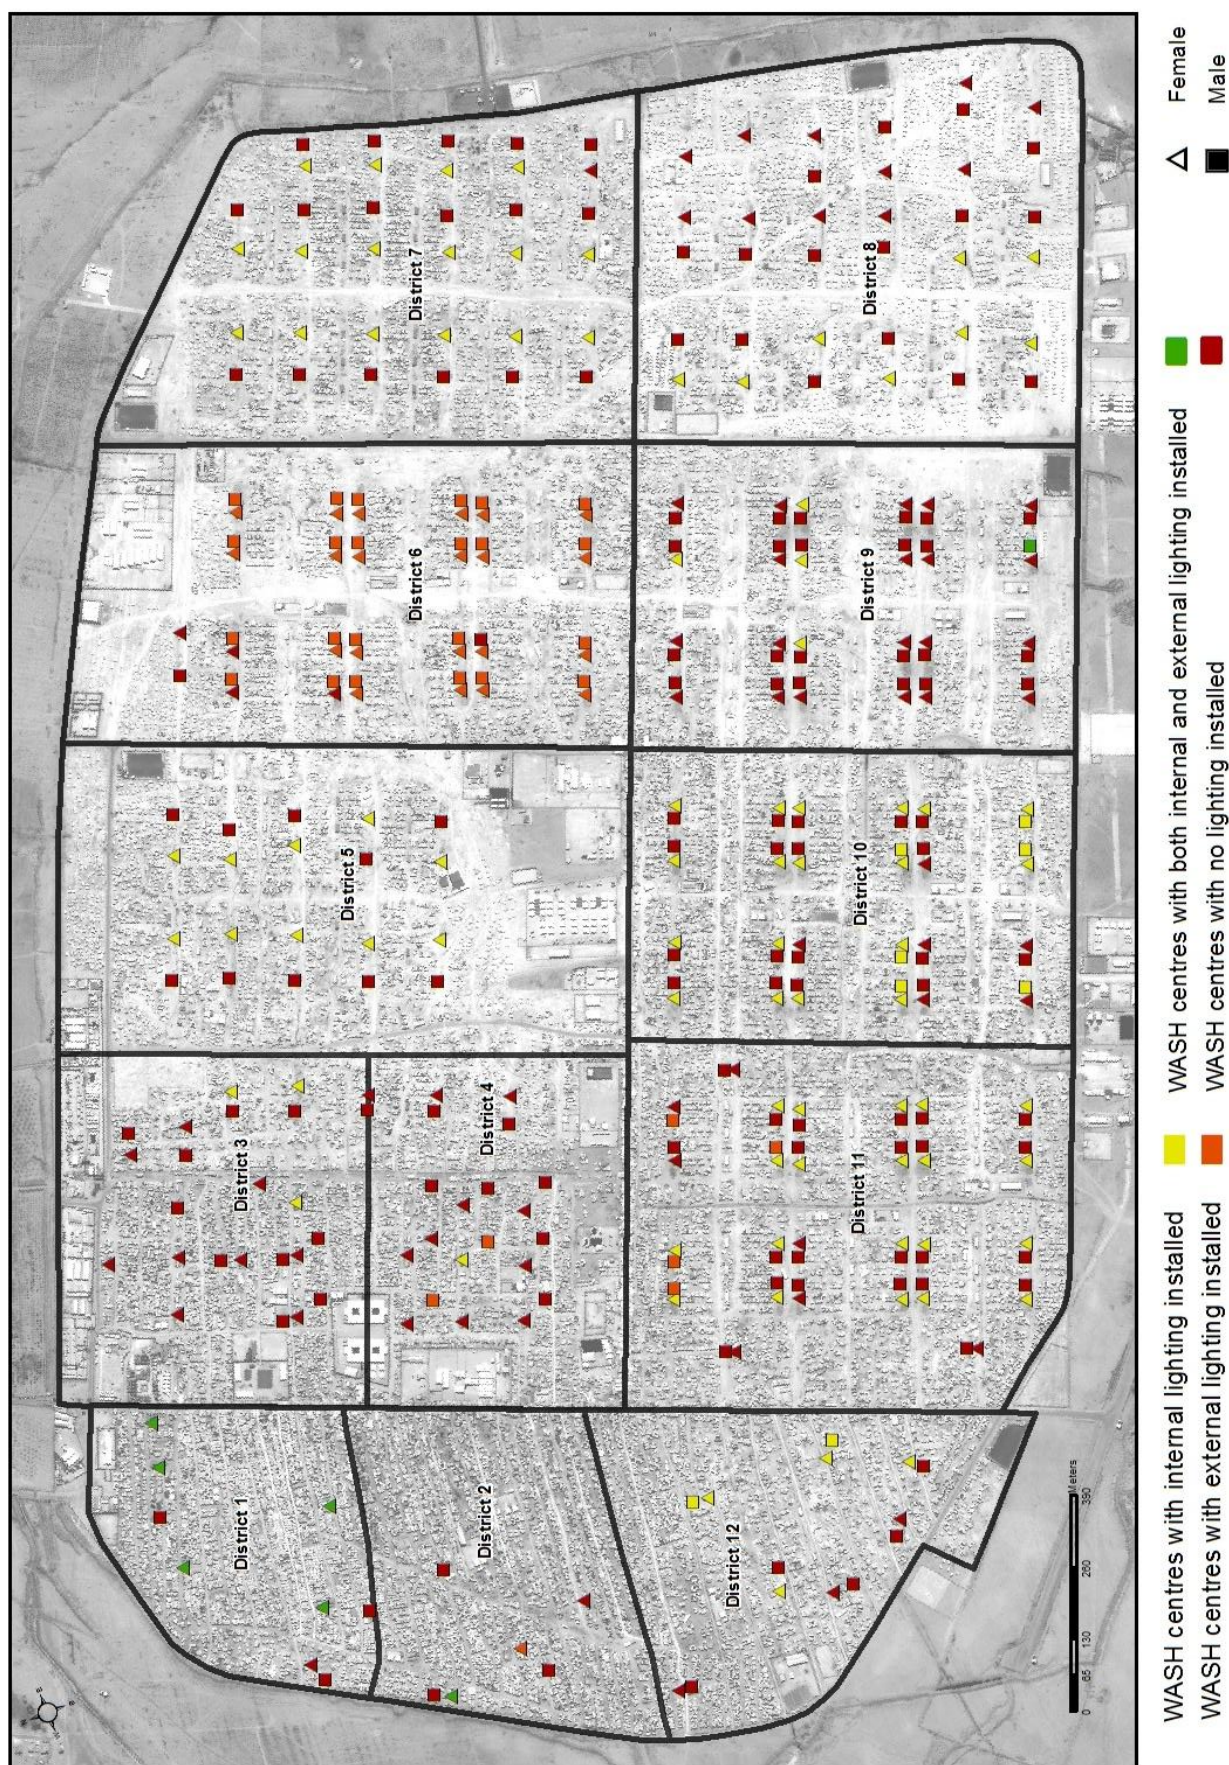 District 1
District 2
District 3
District 4
District 5
District 6
District 7
District 8
District 9
District 10
District 11
District 12
0 65 130 260 390
Meters
WASH centres with internal lighting installed
WASH centres with external lighting installed
WASH centres with both internal and external lighting installed
WASH centres with no lighting installed
Female
Male